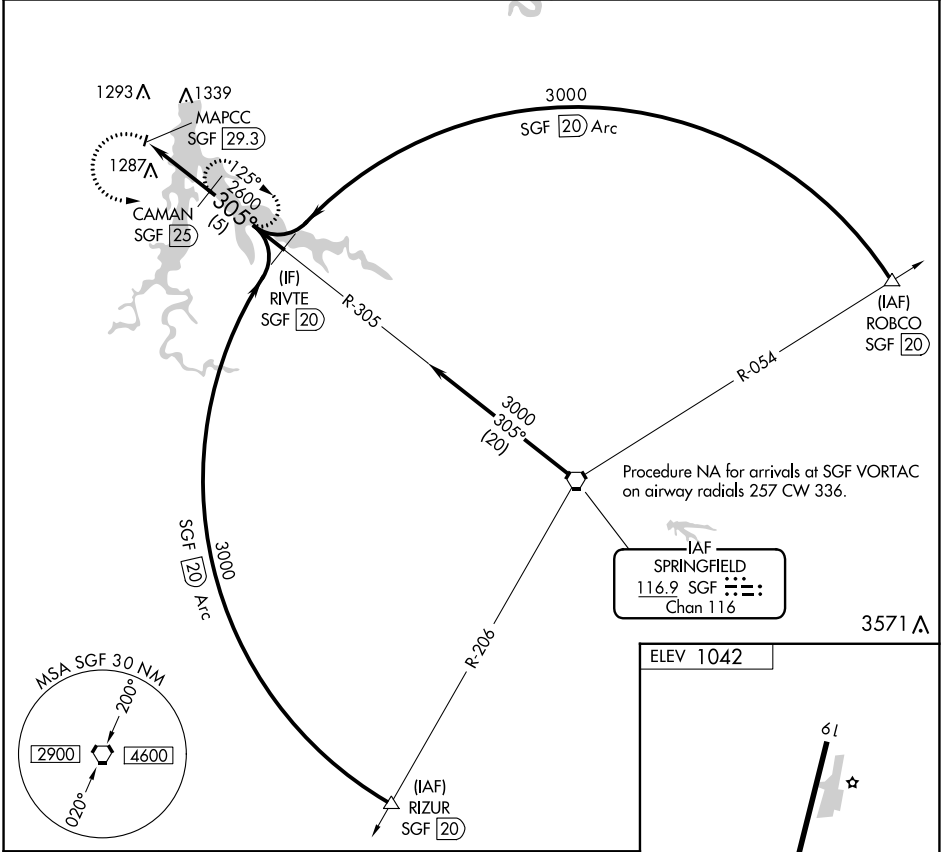 3000
SGF 20 Arc
1293
1339
MAPCC
SGF 29.3
1287
125°
2600
305°
(5)
CAMAN
SGF 25
(IF)
RIVTE
SGF 20
R-305
(IAF)
ROBCO
SGF 20
R-054
3000
305°
(20)
Procedure NA for arrivals at SGF VORTAC
on airway radials 257 CW 336.
IAF
SPRINGFIELD
116.9 SGF
Chan 116
3000
SGF 20 Arc
R-206
3571
MSA SGF 30 NM
200°
2900
4600
020°
(IAF)
RIZUR
SGF 20
ELEV 1042
19